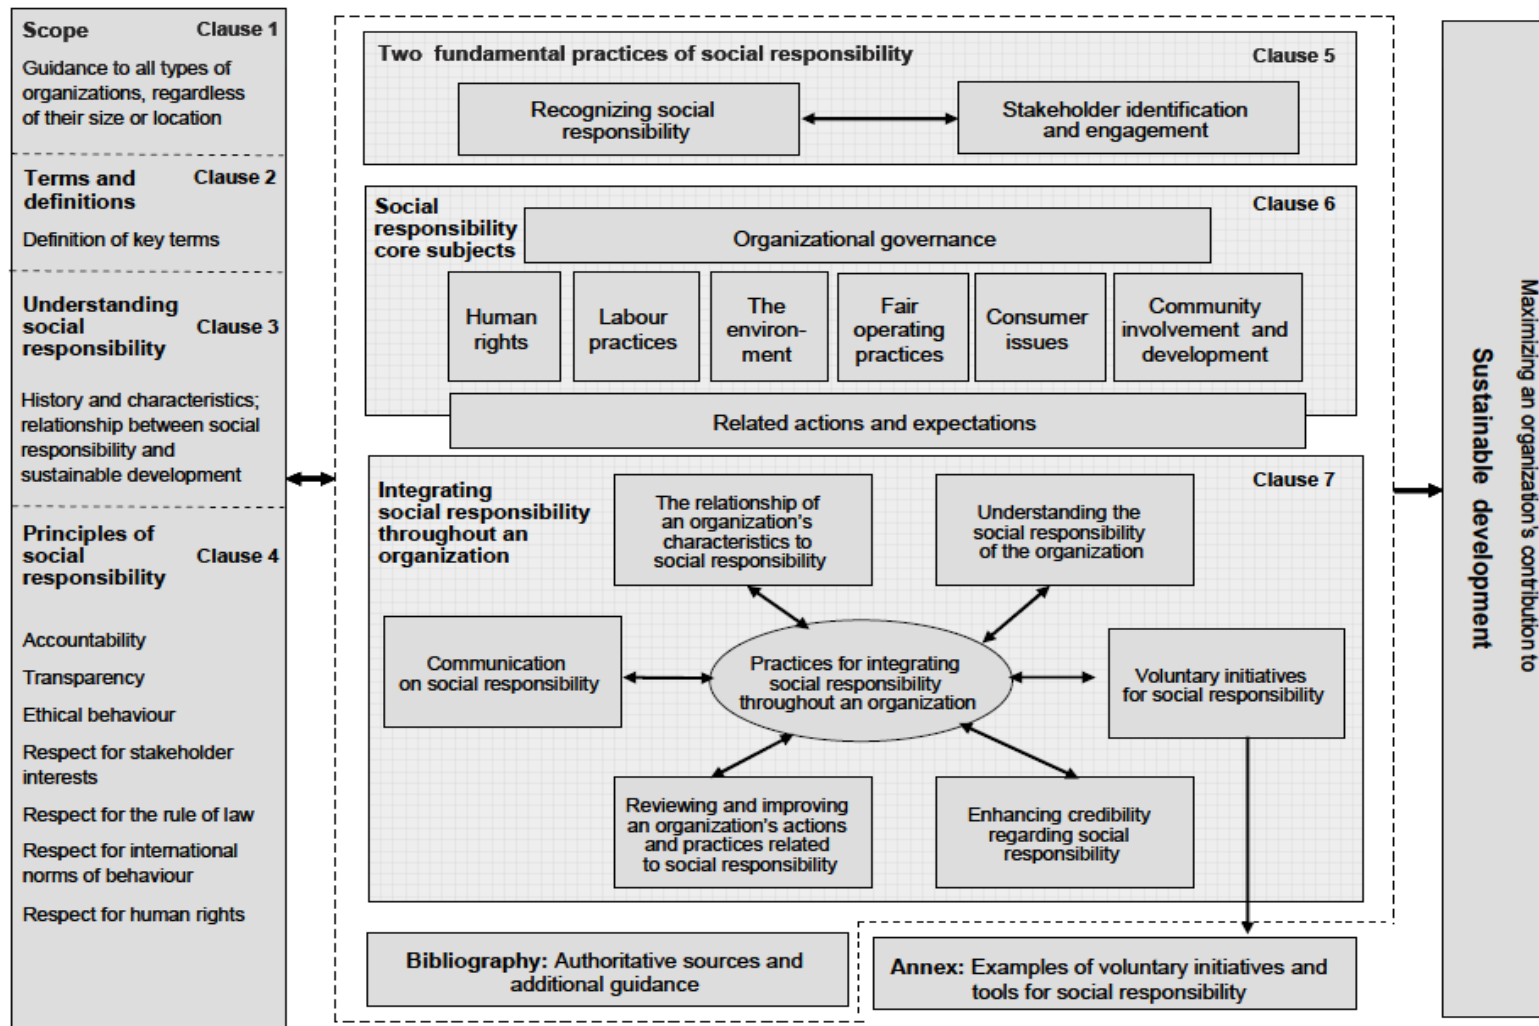 Scope Clause 1
Guidance to all types of
organizations, regardless
of their size or location
Terms and Clause 2
definitions
Definition of key terms
Understanding
social Clause 3
responsibility
History and characteristics;
relationship between social
responsibility and
sustainable development
Principles of
social Clause 4
responsibility
Accountability
Transparency
Ethical behaviour
Respect for stakeholder
interests
Respect for the rule of law
Respect for international
norms of behaviour
Respect for human rights
Two fundamental practices of social responsibility Clause 5
Recognizing social
responsibility
Stakeholder identification
and engagement
Social
responsibility
core subjects
Clause 6
Organizational governance
Human
rights
Labour
practices
The
environ-
ment
Fair
operating
practices
Consumer
issues
Community
involvement and
development
Related actions and expectations
Integrating
social responsibility
throughout an
organization
Clause 7
The relationship of
an organization's
characteristics to
social responsibility
Understanding the
social responsibility
of the organization
Communication
on social responsibility
Practices for integrating
social responsibility
throughout an organization
Voluntary initiatives
for social responsibility
Reviewing and improving
an organization's actions
and practices related
to social responsibility
Enhancing credibility
regarding social
responsibility
Bibliography: Authoritative sources and
additional guidance
Annex: Examples of voluntary initiatives and
tools for social responsibility
Maximizing an organization's contribution to
Sustainable development